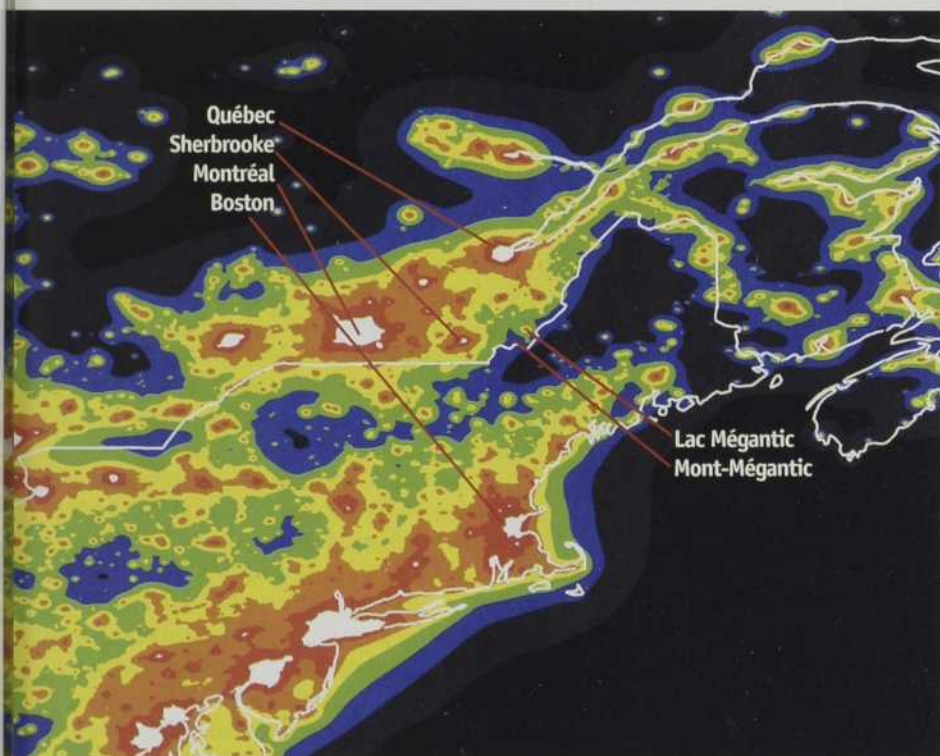 Québec
Sherbrooke
Montréal
Boston
Lac Mégantic
Mont-Mégantic